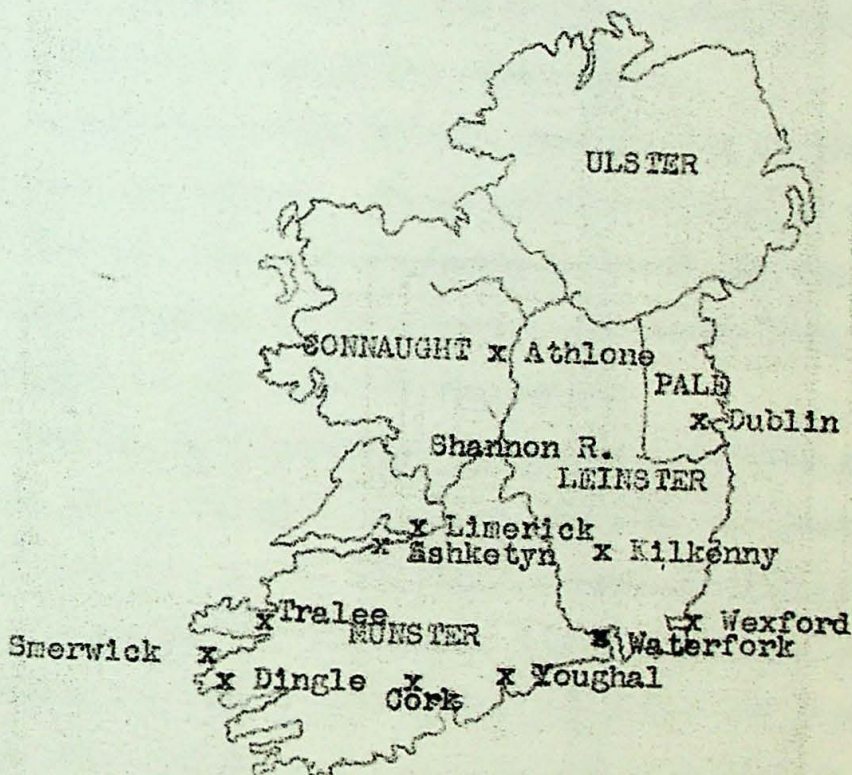 ULSTER
CONNAUGHT x Athlone
PALE
x Dublin
Shannon R.
LEINSTER
x Limerick
x Ashketyn
x Kilkenny
x Tralee
MUNSTER
x Wexford
x Waterfork
Smerwick x
x Dingle
x Cork
x Youghal